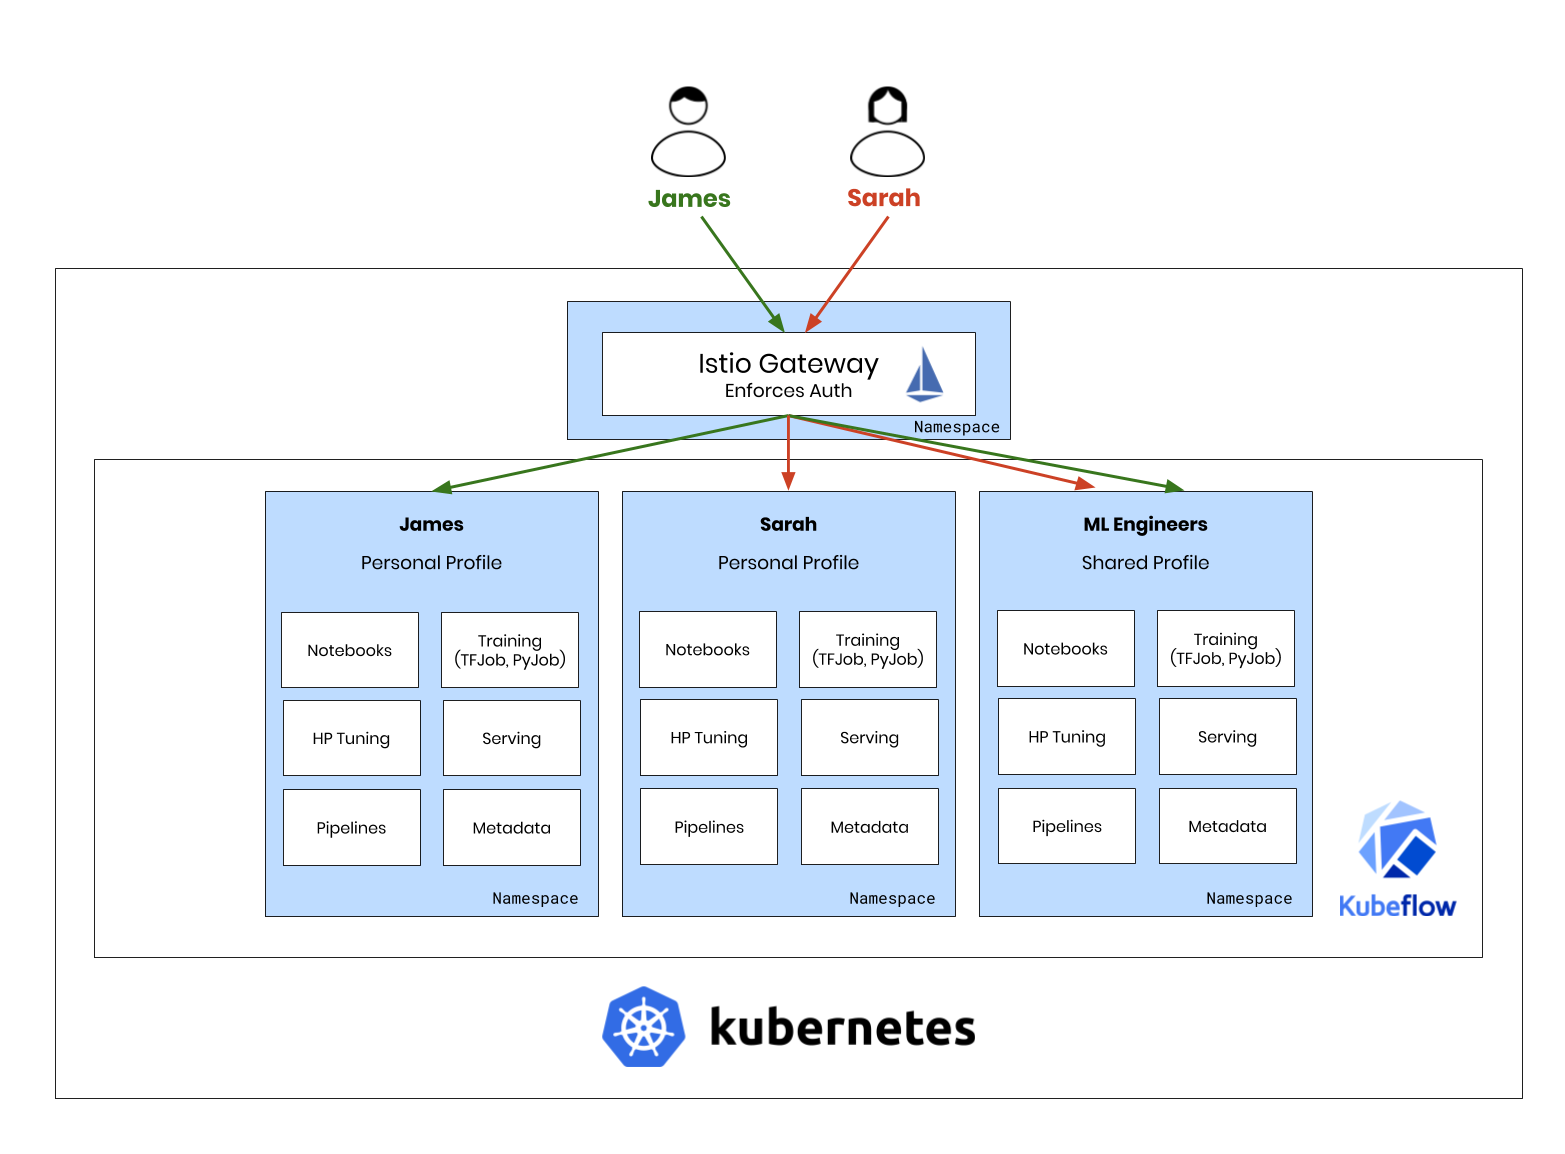 James
Sarah
Istio Gateway
Enforces Auth
Namespace
James
Personal Profile
Notebooks
Training
(TFJob, PyJob)
HP Tuning
Serving
Pipelines
Metadata
Namespace
Sarah
Personal Profile
Notebooks
Training
(TFJob, PyJob)
HP Tuning
Serving
Pipelines
Metadata
Namespace
ML Engineers
Shared Profile
Notebooks
Training
(TFJob, PyJob)
HP Tuning
Serving
Pipelines
Metadata
Namespace
Kubeflow
kubernetes